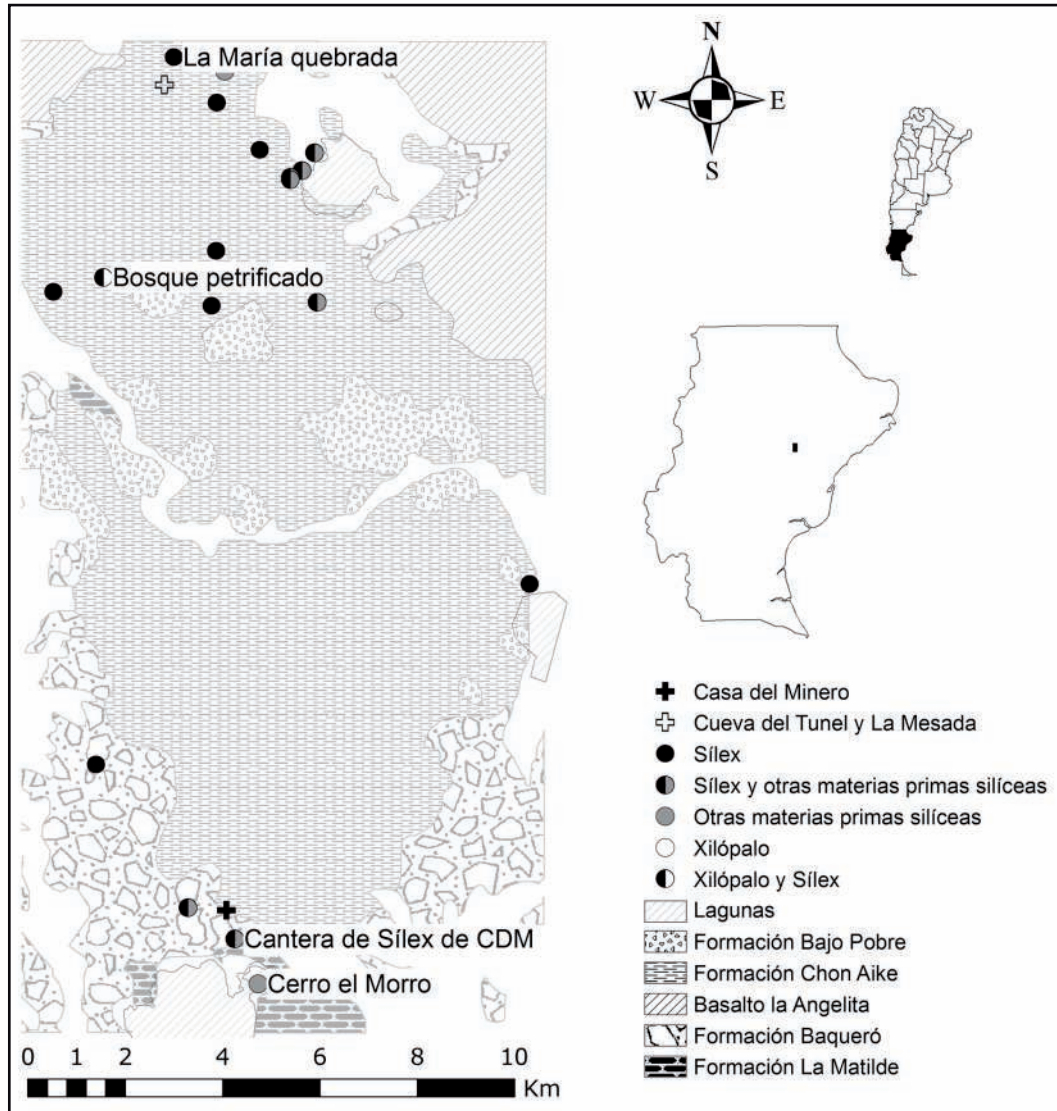 La María quebrada
Bosque petrificado
Cantera de Sílex de CDM
Cerro el Morro
0 1 2 4 6 8 10
Km
N
W E
S
Casa del Minero
Cueva del Tunel y La Mesada
Sílex
Sílex y otras materias primas silíceas
Otras materias primas silíceas
Xilópalo
Xilópalo y Sílex
Lagunas
Formación Bajo Pobre
Formación Chon Aike
Basalto la Angelita
Formación Baqueró
Formación La Matilde